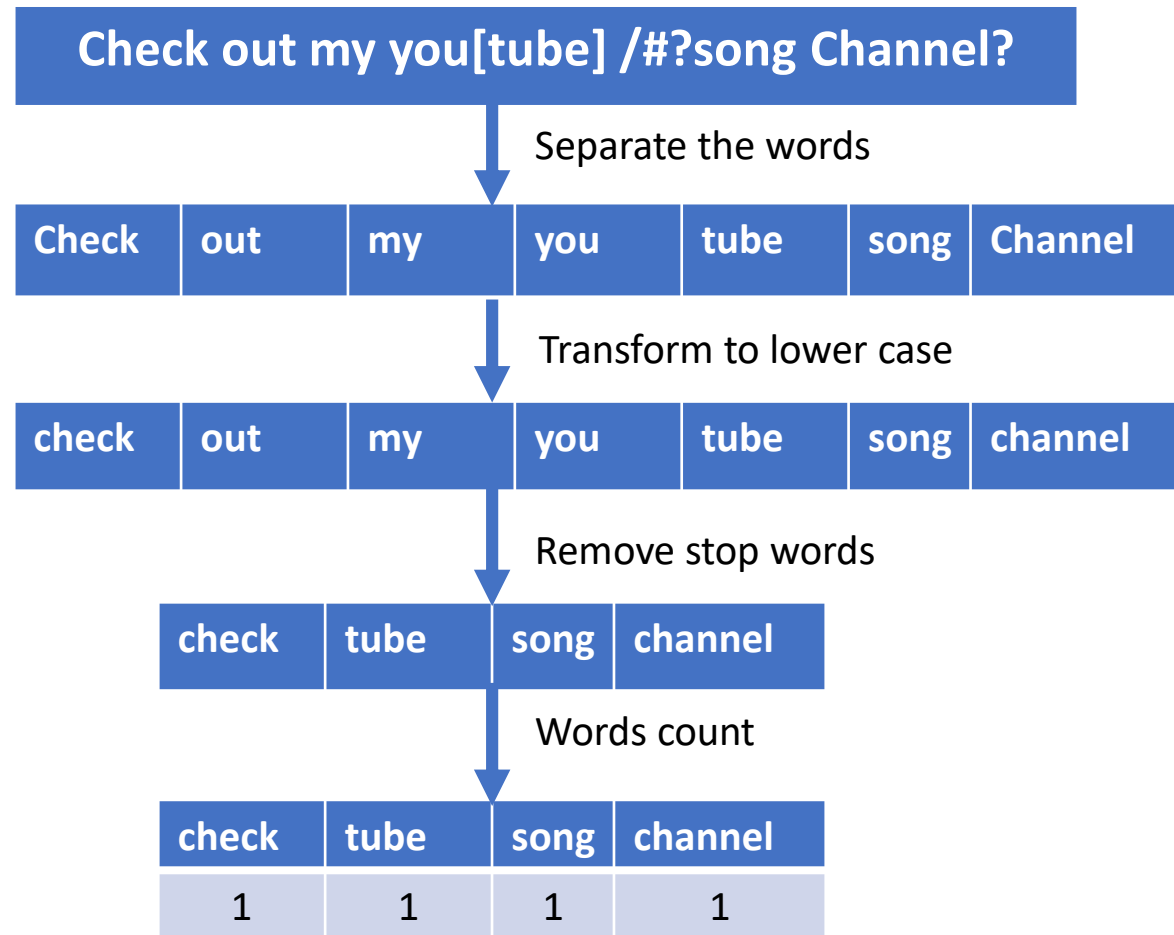 Check out my you[tube] /#?song Channel?
Separate the words
Check out my you tube song Channel
Transform to lower case
check out my you tube song channel
Remove stop words
check tube song channel
Words count
check tube song channel
1 1 1 1